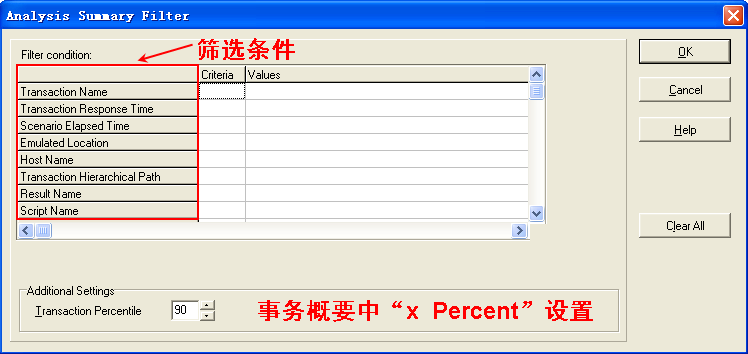 Analysis Summary Filter
Filter condition:
筛选条件
Criteria Values
Transaction Name
Transaction Response Time
Scenario Elapsed Time
Emulated Location
Host Name
Transaction Hierarchical Path
Result Name
Script Name
OK
Cancel
Help
Clear All
Additional Settings
Transaction Percentile 90
事务概要中“x Percent”设置